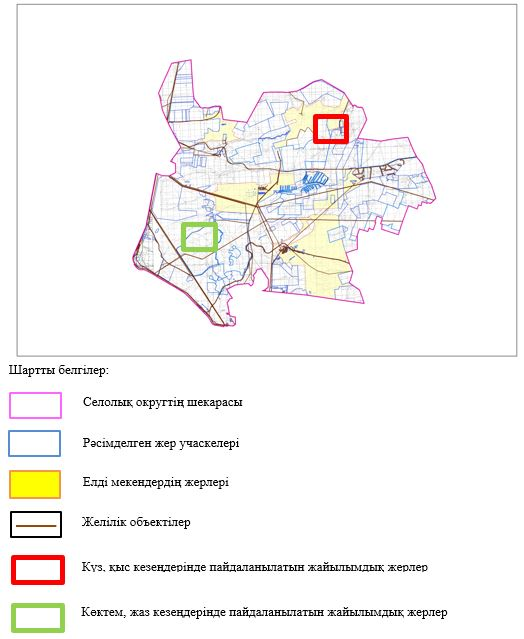 Шартты белгілер:
Селолық округтің шекарасы
Рәсімделген жер учаскелері
Елді мекендердің жерлері
Желілік объектілер
Күз, қыс кезеңдерінде пайдаланылатын жайылымдық жерлер
Көктем, жаз кезеңдерінде пайдаланылатын жайылымдық жерлер